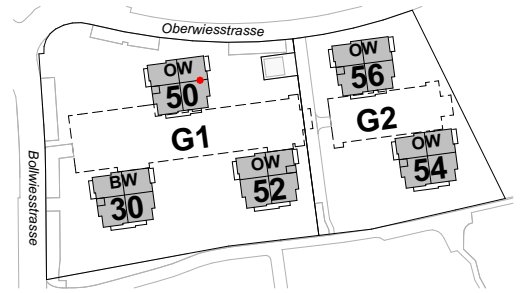 Oberwiesstrasse
OW
50
OW
56
G1
G2
Bollwiesstrasse
BW
30
OW
52
OW
54